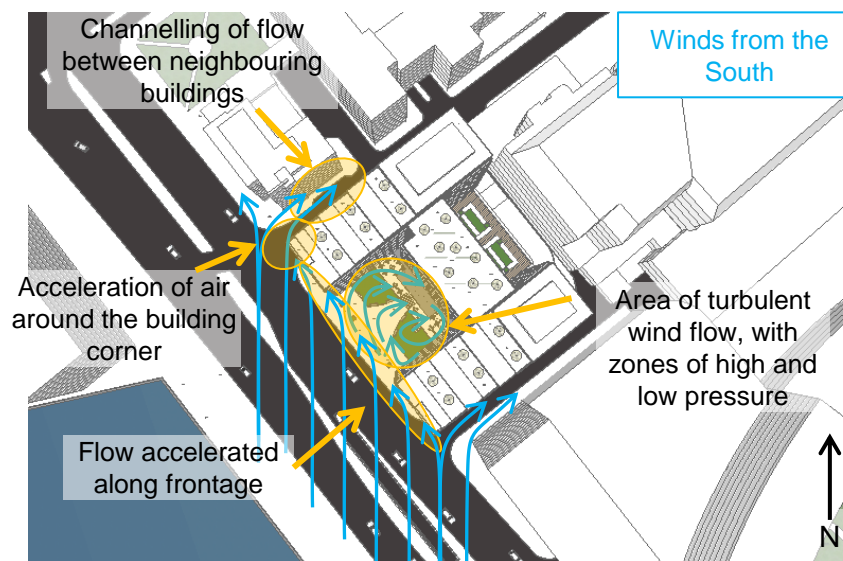 Channelling of flow
between neighbouring
buildings
Winds from the
South
Acceleration of air
around the building
corner
Area of turbulent
wind flow, with
zones of high and
low pressure
Flow accelerated
along frontage
N